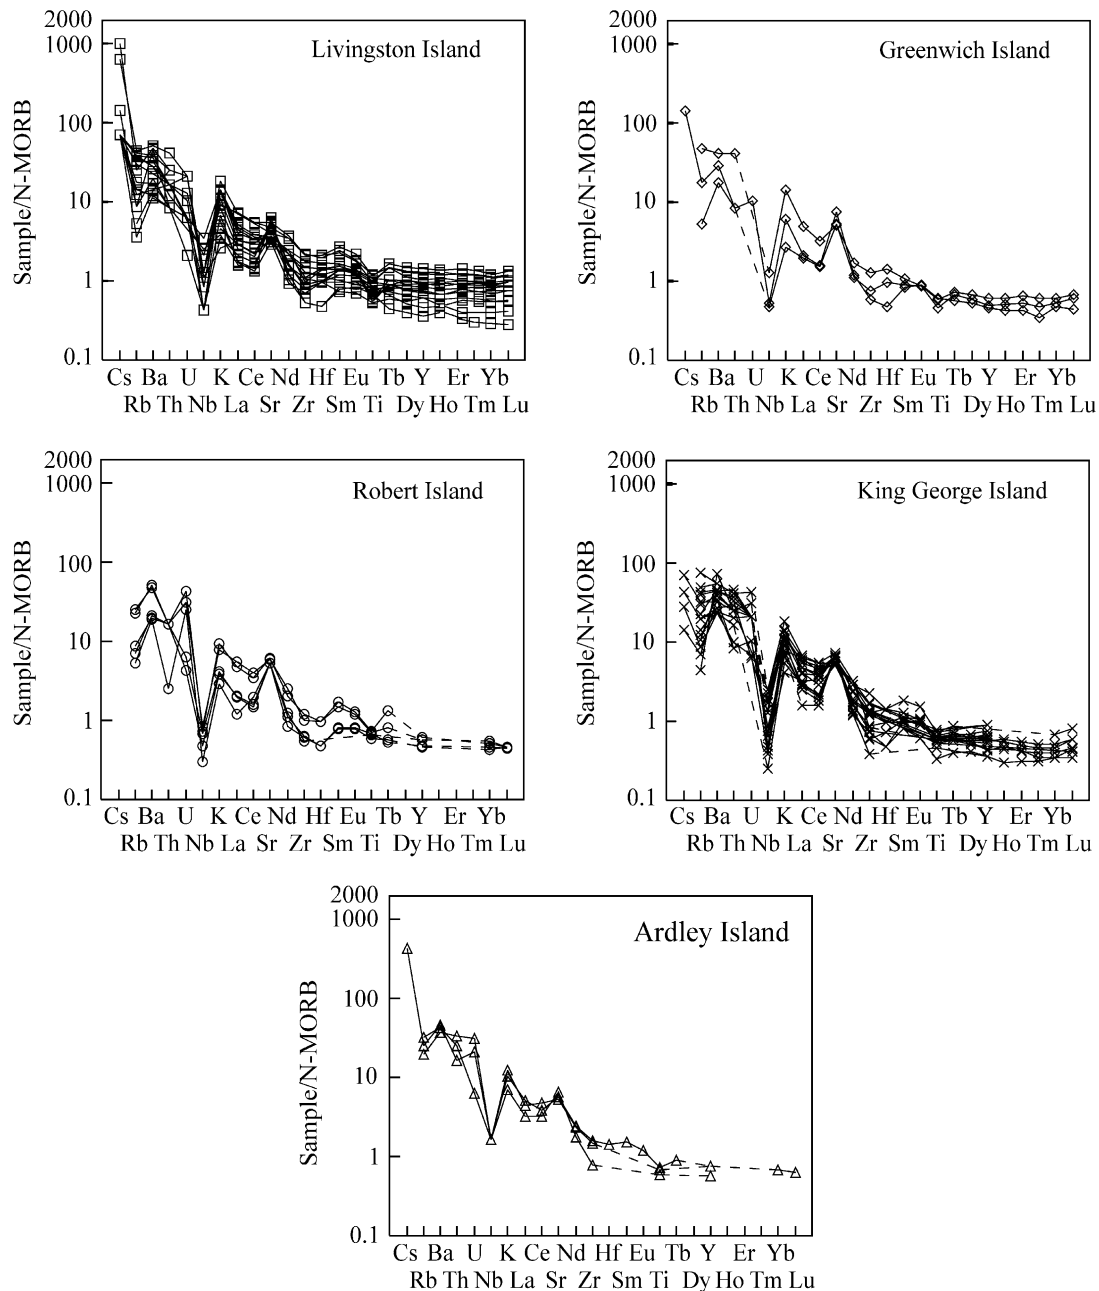 2000
1000
100
10
1
0.1
Sample/N-MORB
Livingston Island
Cs Ba U K Ce Nd Hf Eu Tb Y Er Yb
Rb Th Nb La Sr Zr Sm Ti Dy Ho Tm Lu
2000
1000
100
10
1
0.1
Sample/N-MORB
Greenwich Island
Cs Ba U K Ce Nd Hf Eu Tb Y Er Yb
Rb Th Nb La Sr Zr Sm Ti Dy Ho Tm Lu
2000
1000
100
10
1
0.1
Sample/N-MORB
Robert Island
Cs Ba U K Ce Nd Hf Eu Tb Y Er Yb
Rb Th Nb La Sr Zr Sm Ti Dy Ho Tm Lu
2000
1000
100
10
1
0.1
Sample/N-MORB
King George Island
Cs Ba U K Ce Nd Hf Eu Tb Y Er Yb
Rb Th Nb La Sr Zr Sm Ti Dy Ho Tm Lu
2000
1000
100
10
1
0.1
Sample/N-MORB
Ardley Island
Cs Ba U K Ce Nd Hf Eu Tb Y Er Yb
Rb Th Nb La Sr Zr Sm Ti Dy Ho Tm Lu